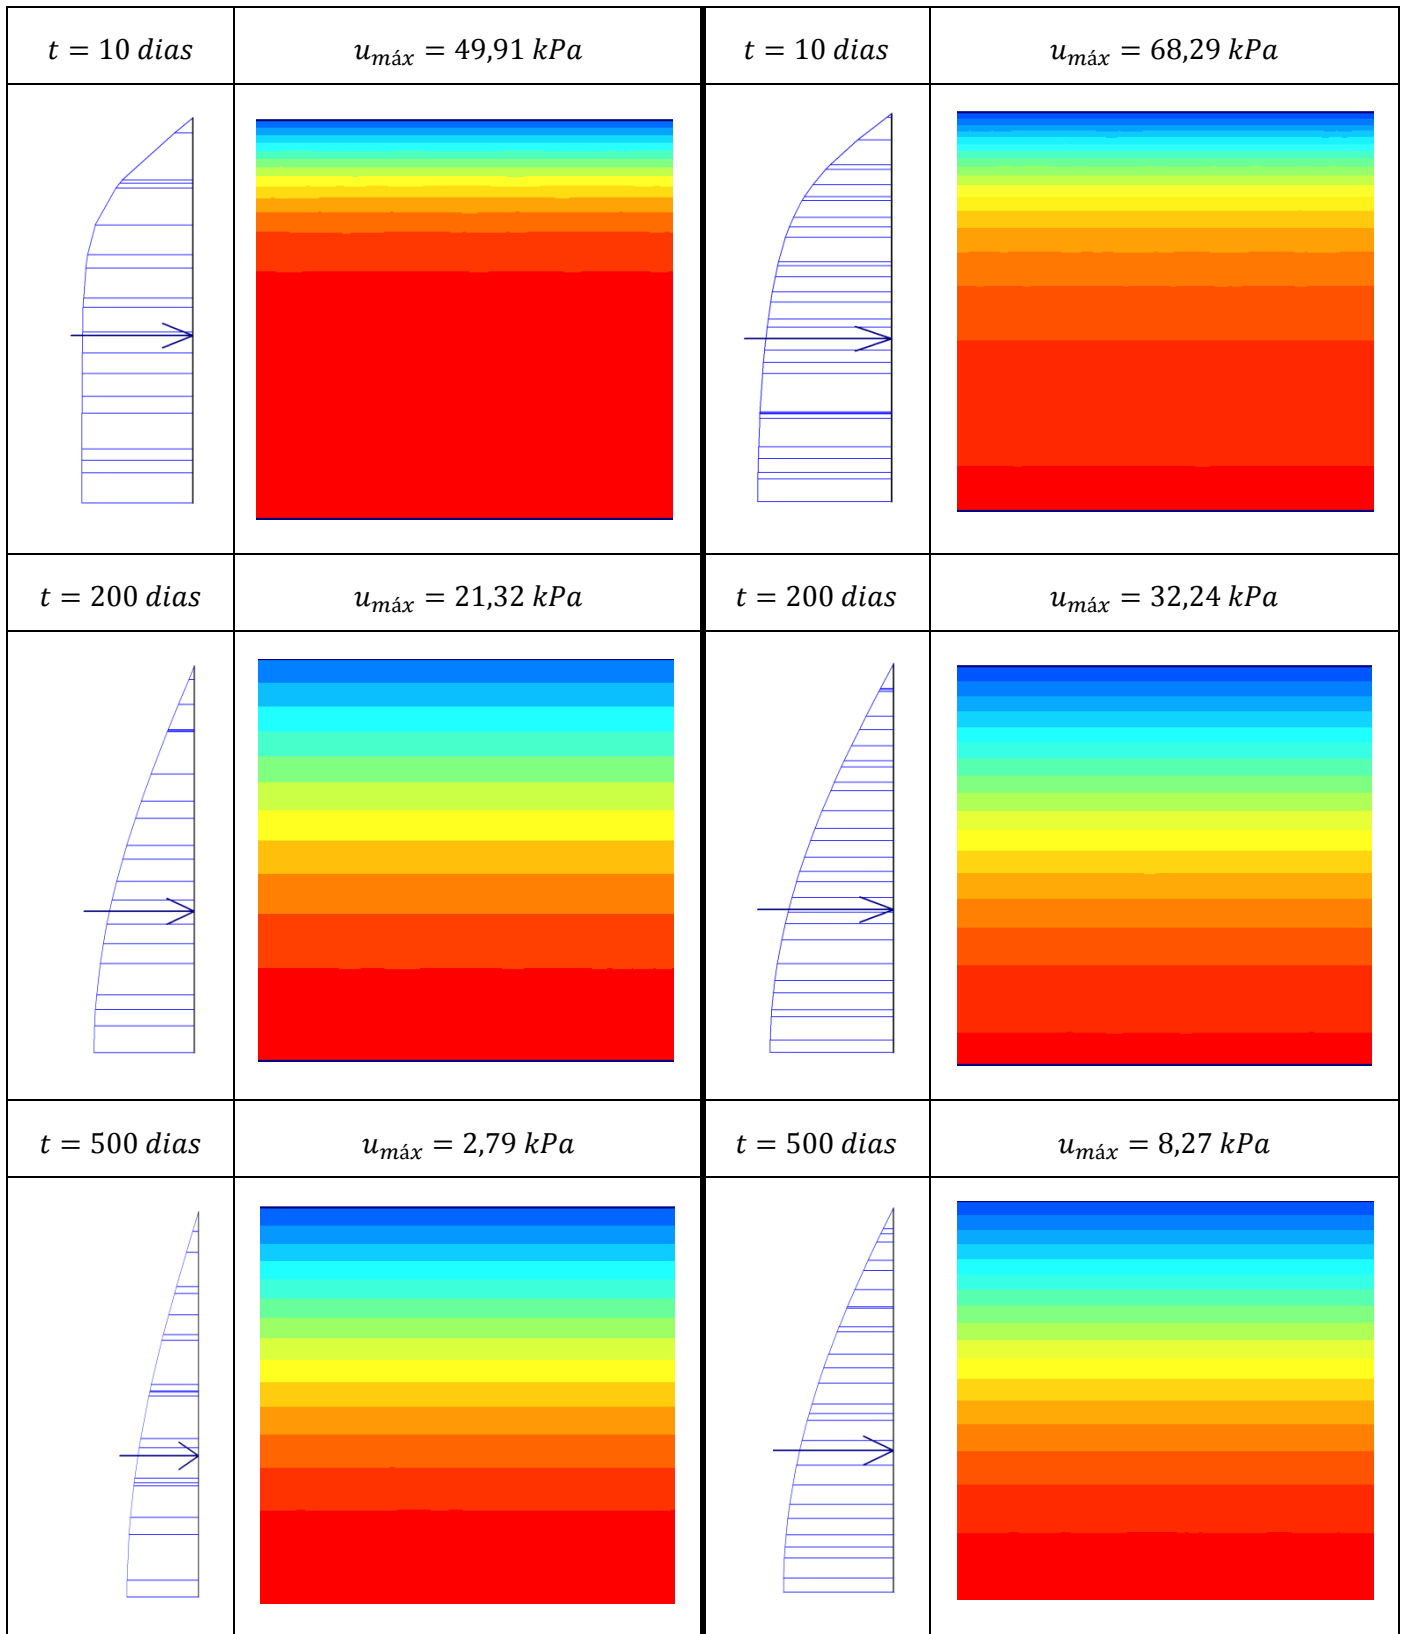 t = 10 dias
u_máx = 49,91 kPa
t = 10 dias
u_máx = 68,29 kPa
t = 200 dias
u_máx = 21,32 kPa
t = 200 dias
u_máx = 32,24 kPa
t = 500 dias
u_máx = 2,79 kPa
t = 500 dias
u_máx = 8,27 kPa